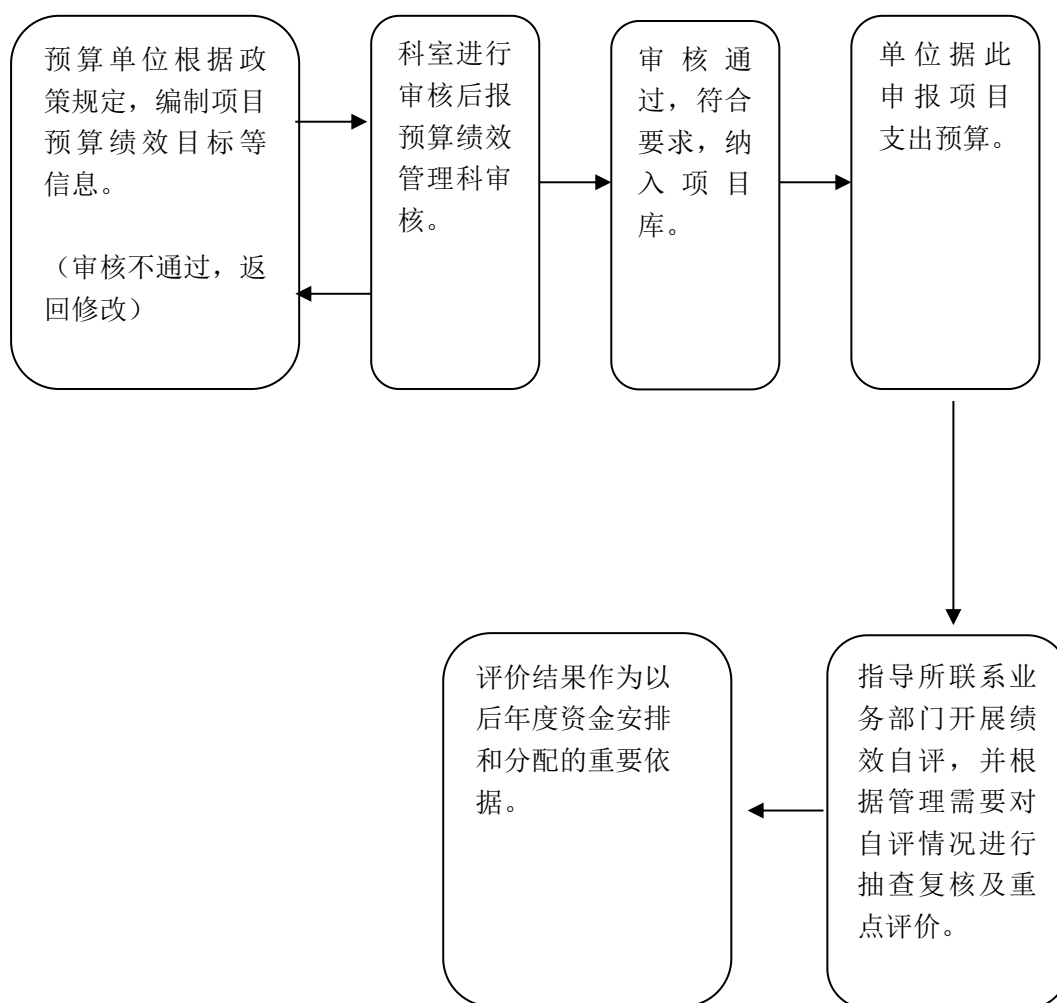 预算单位根据政
策规定，编制项目
预算绩效目标等
信息。
（审核不通过，返
回修改）
科室进行
审核后报
预算绩效
管理科审
核。
审核通
过，符合
要求，纳
入项目
库。
单位据此
申报项目
支出预算。
指导所联系业
务部门开展绩
效自评，并根
据管理需要对
自评情况进行
抽查复核及重
点评价。
评价结果作为以
后年度资金安排
和分配的重要依
据。